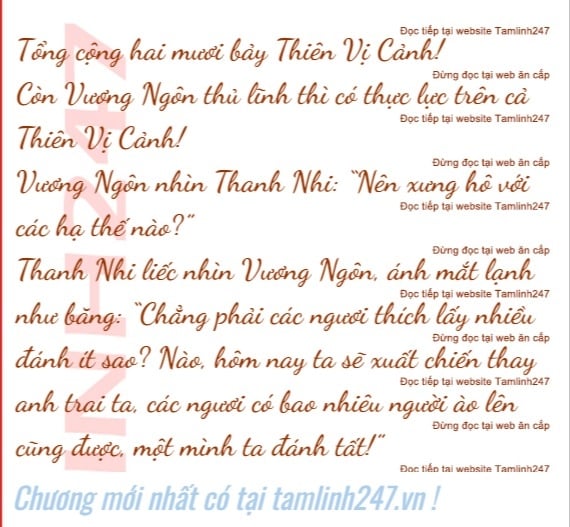 Đọc tiếp tại website Tamlinh247
Tổng cộng hai mươi bảy Thiên Vị Cảnh!
Đừng đọc tại web ăn cắp
Còn Vương Ngôn thủ lĩnh thì có thực lực trên cả
Đọc tiếp tại website Tamlinh247
Thiên Vị Cảnh!
Đừng đọc tại web ăn cắp
Vương Ngôn nhìn Thanh Nhi: “Nên xưng hô với
Đọc tiếp tại website Tamlinh247
các hạ thế nào?”
Đừng đọc tại web ăn cắp
Thanh Nhi liếc nhìn Vương Ngôn, ánh mắt lạnh
Đọc tiếp tại website Tamlinh247
như băng: “Chẳng phải các ngươi thích lấy nhiều
Đừng đọc tại web ăn cắp
đánh ít sao? Nào, hôm nay ta sẽ xuất chiến thay
Đọc tiếp tại website Tamlinh247
anh trai ta, các ngươi có bao nhiêu người ào lên
Đừng đọc tại web ăn cắp
cũng được, một mình ta đánh tất!”
Đọc tiếp tại website Tamlinh247
INH247
Chương mới nhất có tại tamlinh247.vn !